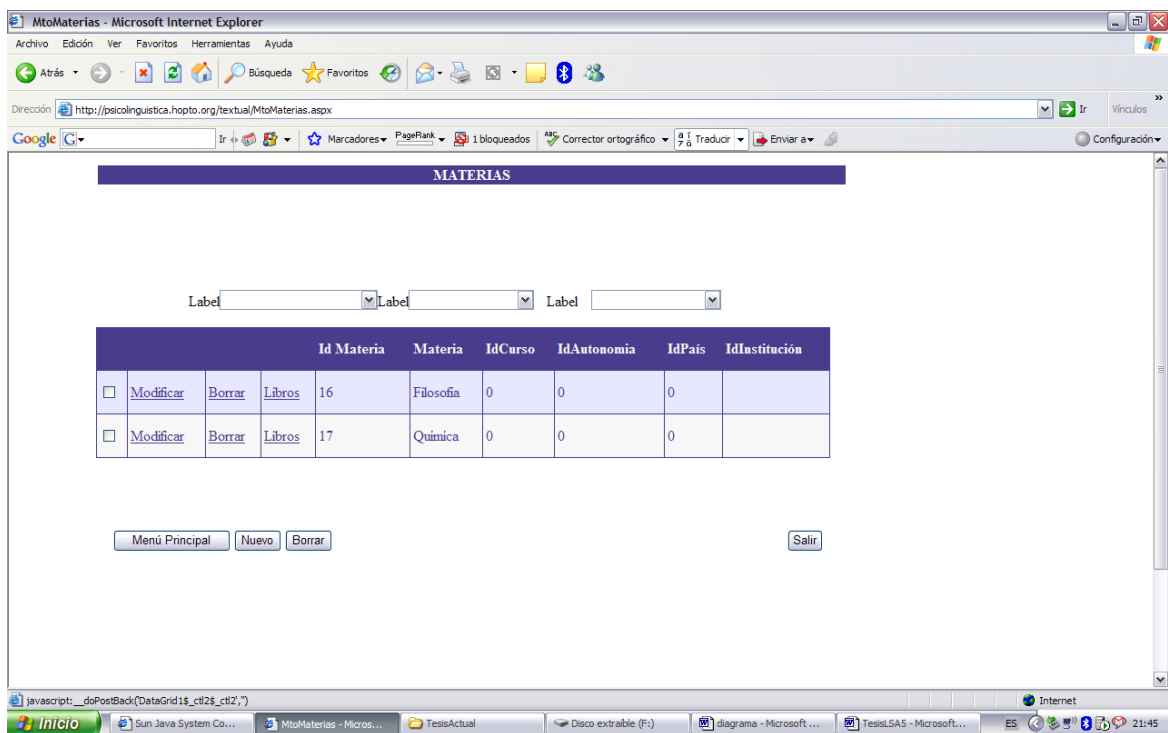 MtoMaterias - Microsoft Internet Explorer
Archivo Edición Ver Favoritos Herramientas Ayuda
Atrás Búsqueda Favoritos
Dirección http://psicolinguistica.hopto.org/textual/MtoMaterias.aspx Ir Vínculos
Google G Ir Marcadores PageRank 1 bloqueados Corrector ortográfico Traducir Enviar a Configuración
MATERIAS
Label Label Label
Id Materia Materia IdCurso IdAutonomia IdPaís IdInstitución
Modificar Borrar Libros 16 Filosofia 0 0 0
Modificar Borrar Libros 17 Quimica 0 0 0
Menú Principal Nuevo Borrar Salir
javascript:__doPostBack('DataGrid1$_ctl2$_ctl2','') Internet
Inicio Sun Java System Co... MtoMaterias - Micros... TesisActual Disco extraible (F:) diagrama - Microsoft ... TesisLSA5 - Microsoft... ES 21:45